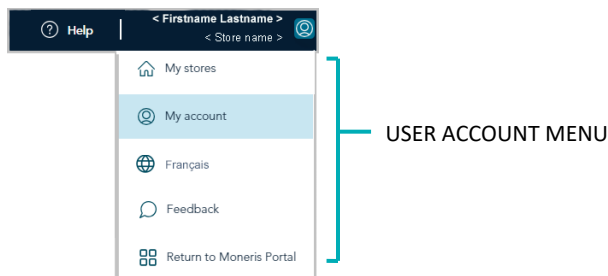 Help
< Firstname Lastname >
< Store name >
My stores
My account
Français
Feedback
Return to Moneris Portal
USER ACCOUNT MENU